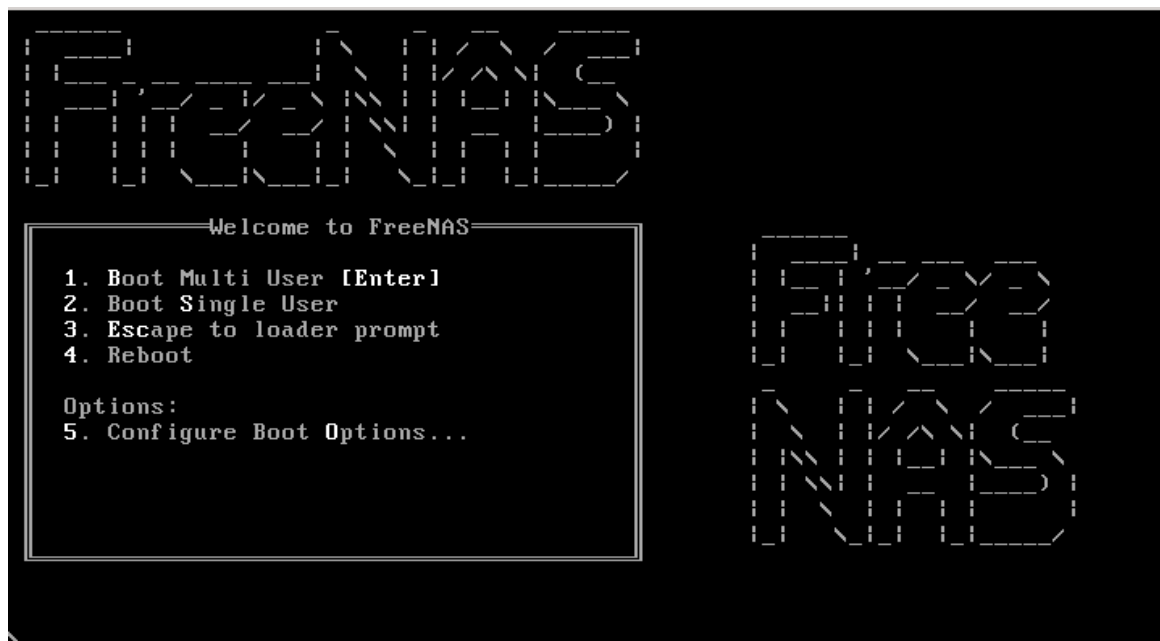 FreeNAS
Welcome to FreeNAS
1. Boot Multi User [Enter]
2. Boot Single User
3. Escape to loader prompt
4. Reboot
Options:
5. Configure Boot Options...
Free
NAS